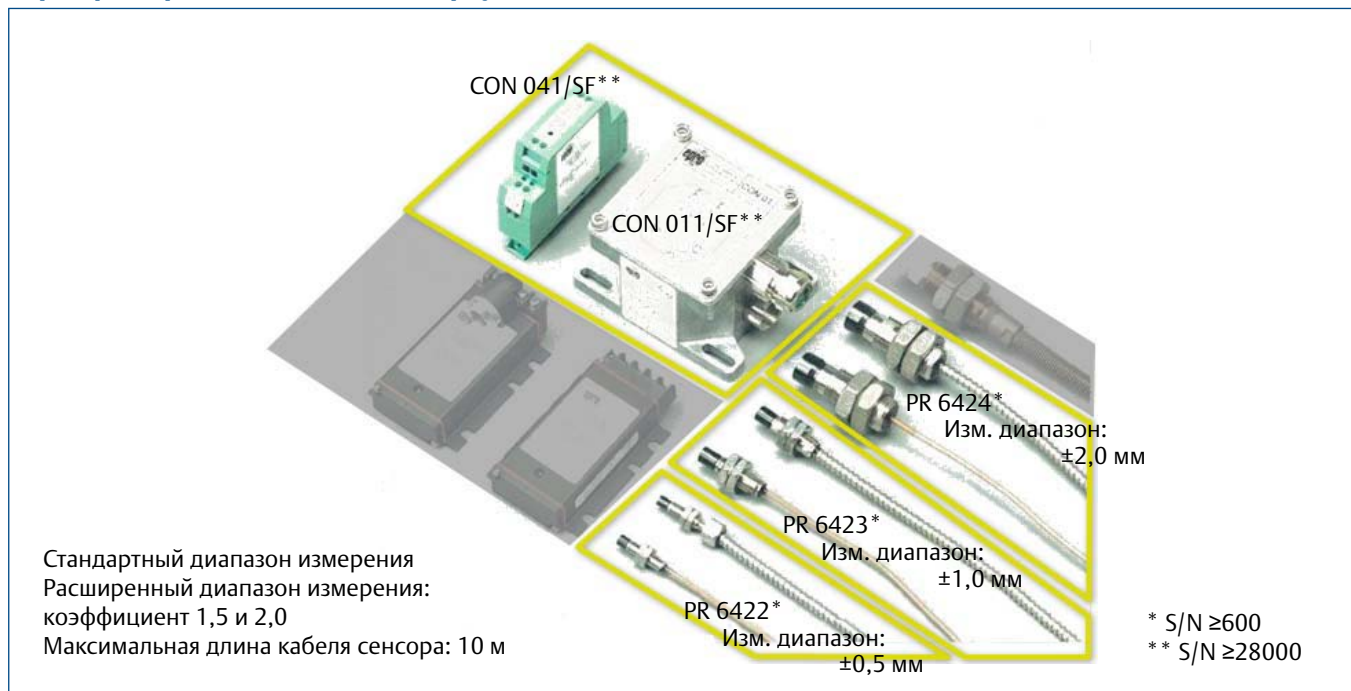 CON 041/SF**
CON 011/SF**
PR 6424*
Изм. диапазон:
±2,0 мм
PR 6423*
Изм. диапазон:
±1,0 мм
PR 6422*
Изм. диапазон:
±0,5 мм
Стандартный диапазон измерения
Расширенный диапазон измерения:
коэффициент 1,5 и 2,0
Максимальная длина кабеля сенсора: 10 м
* S/N ≥600
** S/N ≥28000